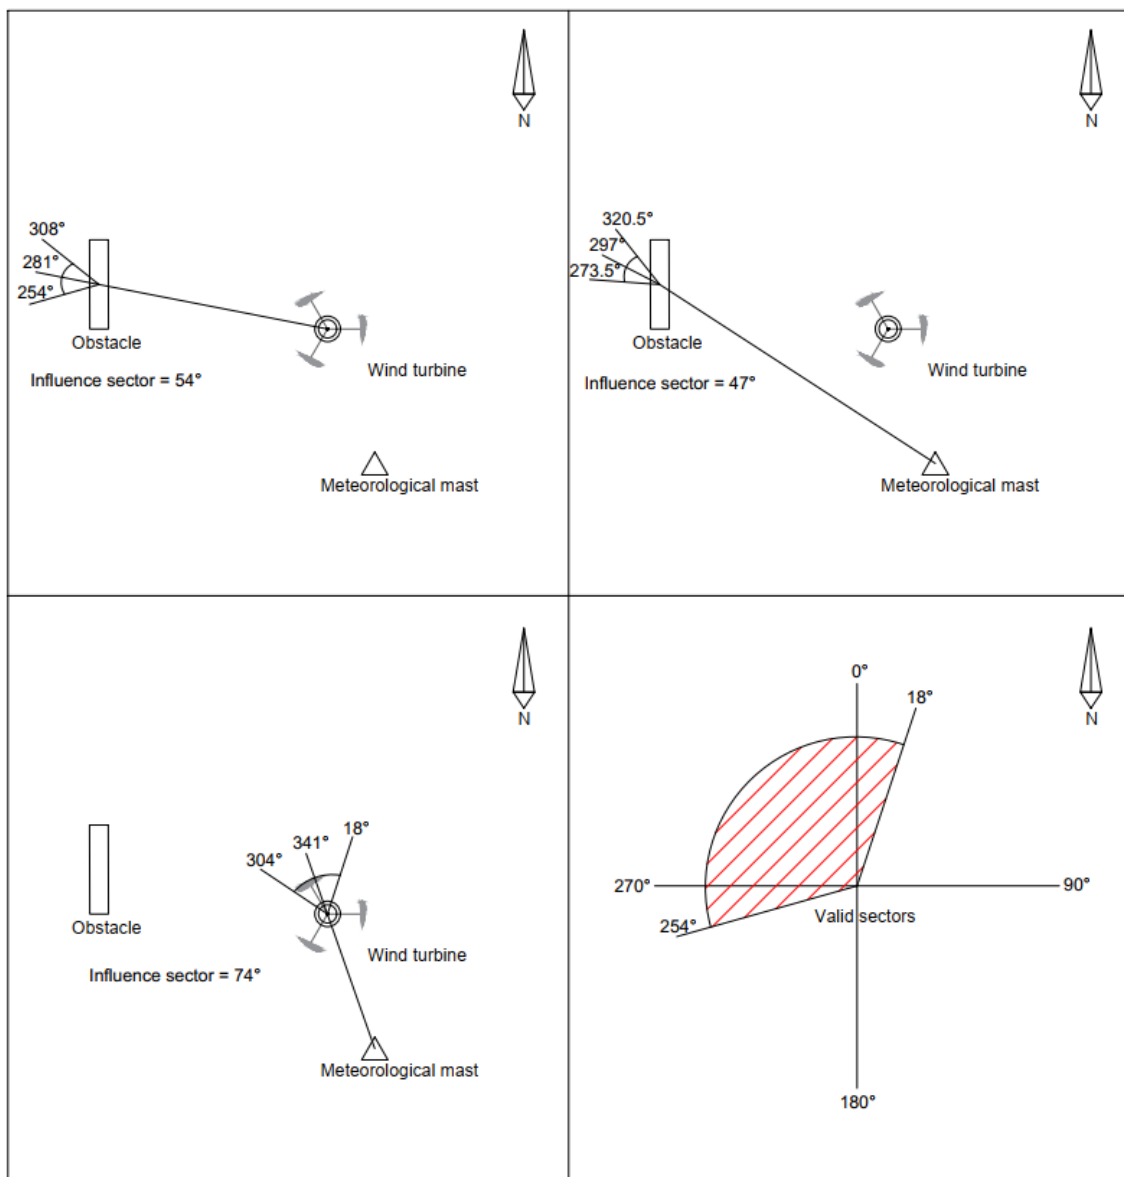 N
308°
281°
254°
Obstacle
Influence sector = 54°
Wind turbine
Meteorological mast
N
320.5°
297°
273.5°
Obstacle
Influence sector = 47°
Wind turbine
Meteorological mast
N
304°
341°
18°
Obstacle
Influence sector = 74°
Wind turbine
Meteorological mast
N
0°
18°
270°
90°
Valid sectors
254°
180°